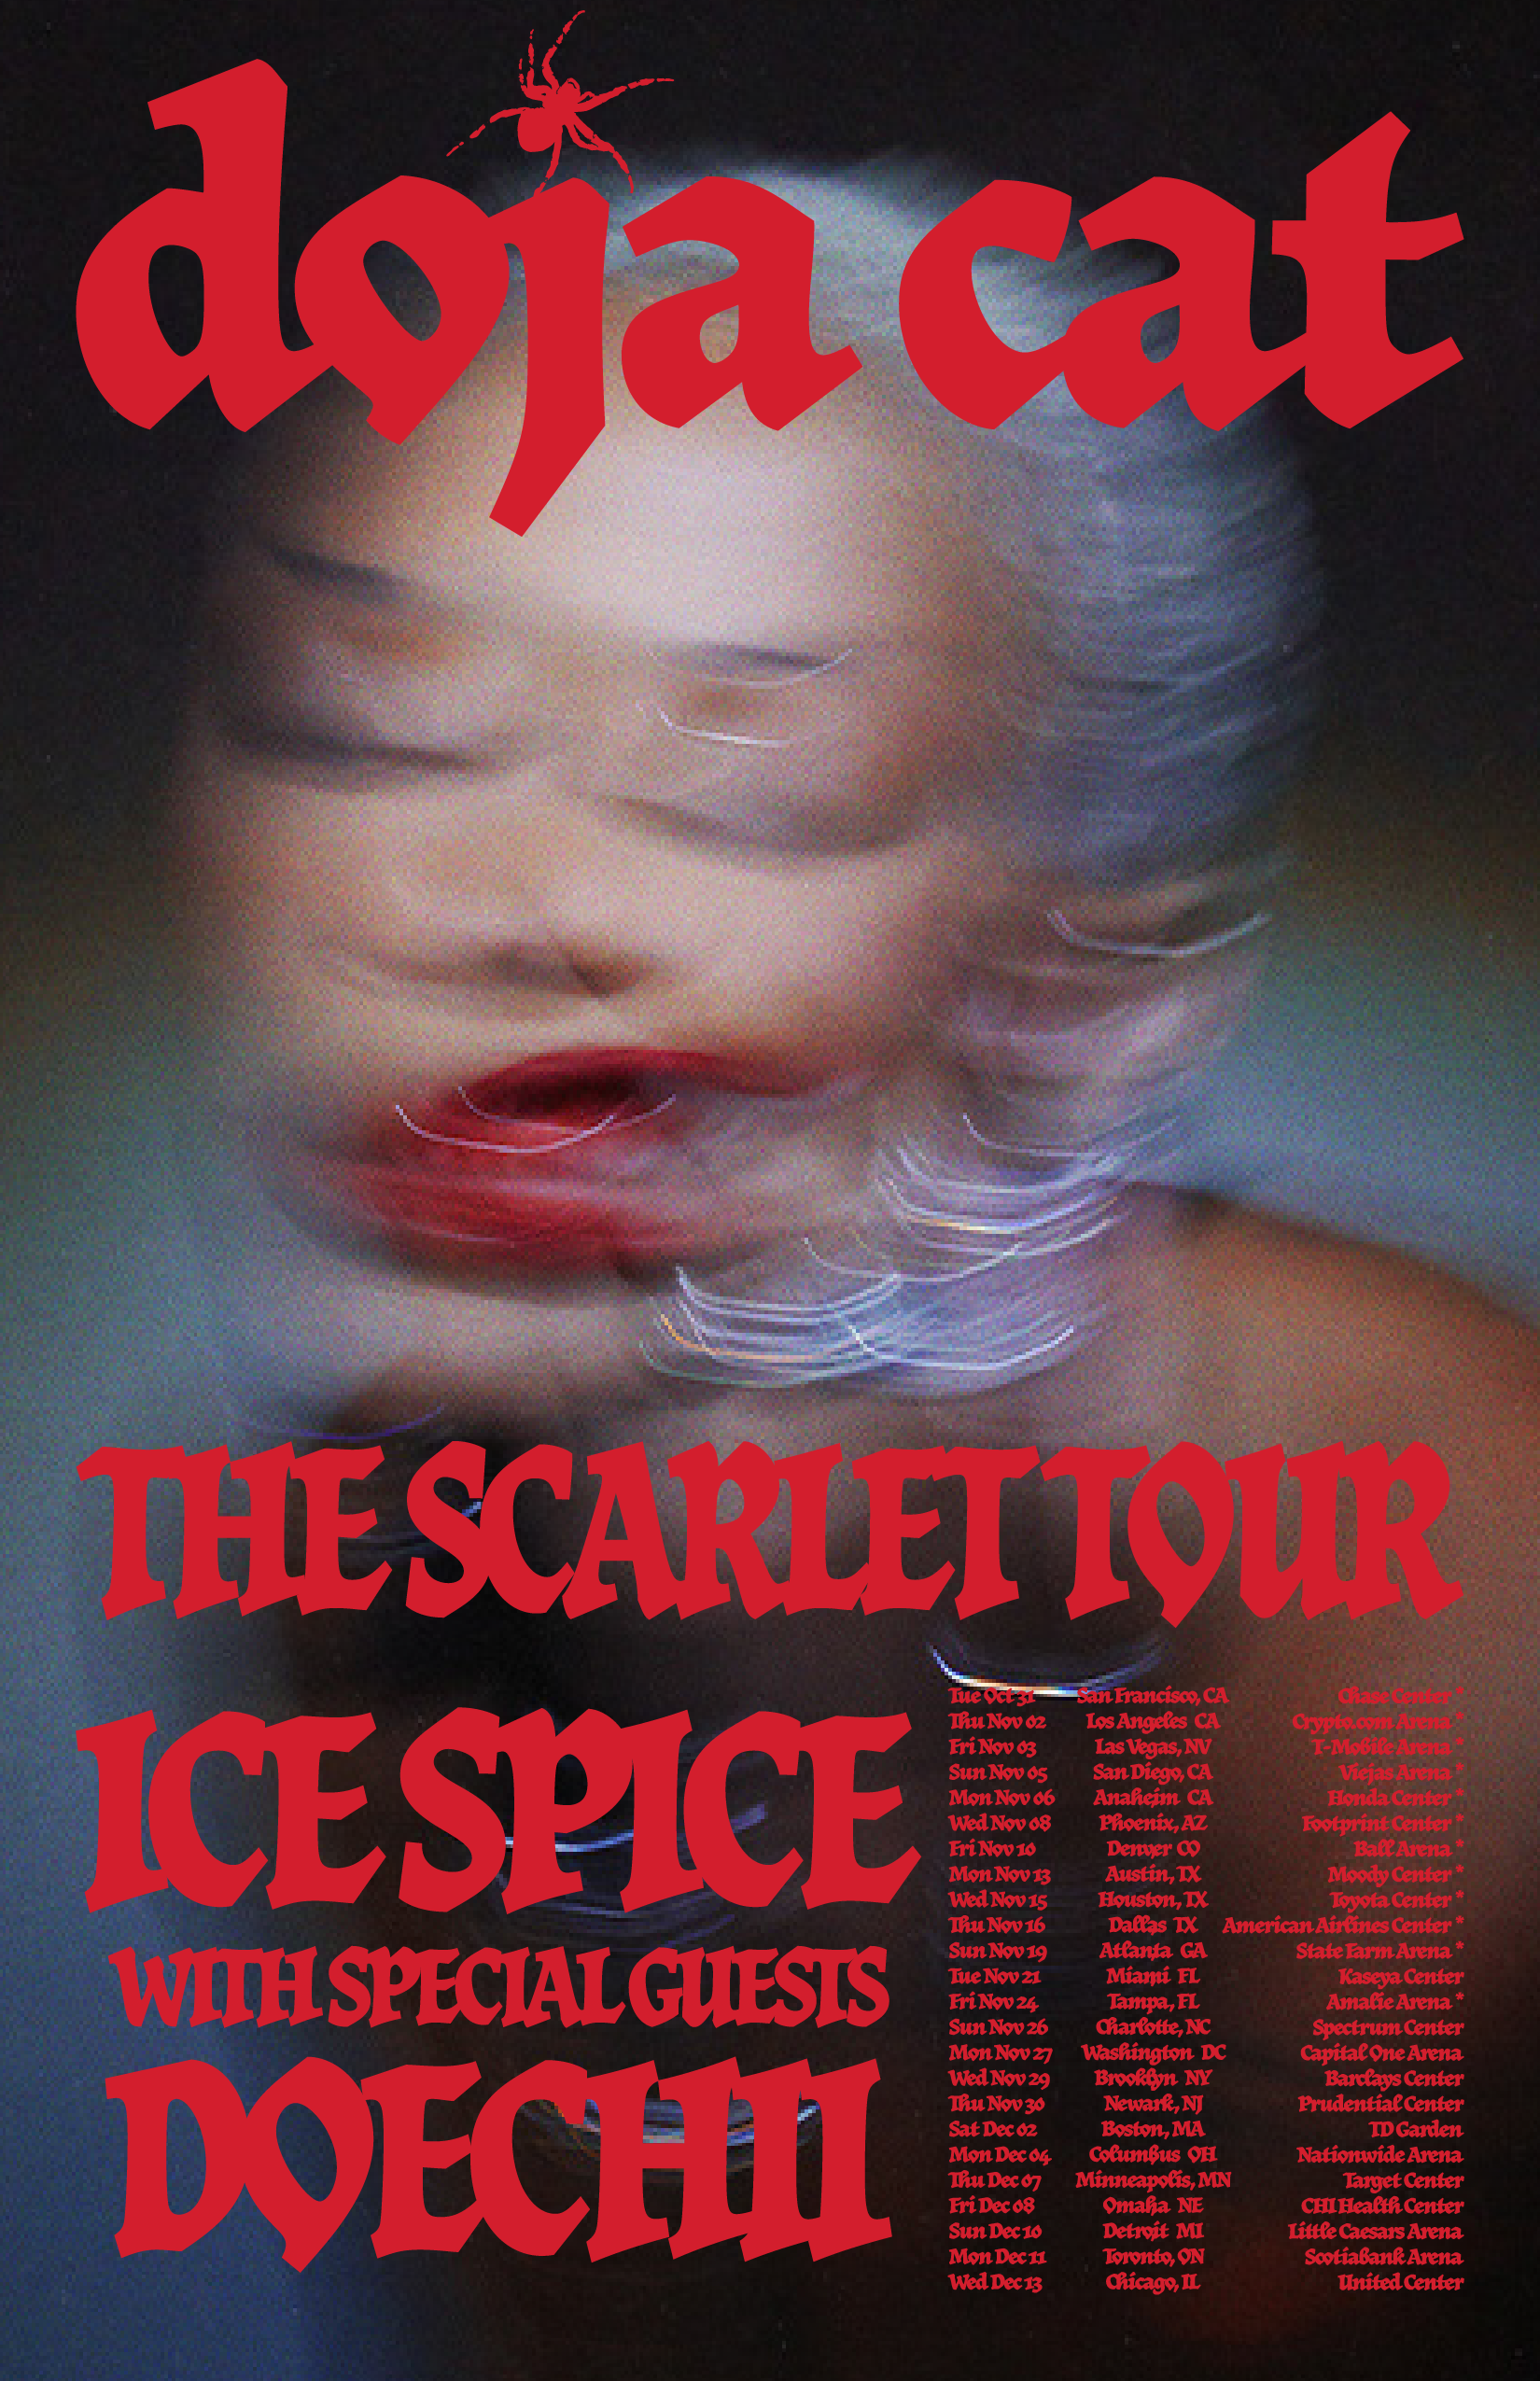 doja cat
THE SCARLET TOUR
ICE SPICE
WITH SPECIAL GUESTS
DOECHII
Tue Oct 31 San Francisco, CA Chase Center *
Thu Nov 02 Los Angeles CA Crypto.com Arena *
Fri Nov 03 Las Vegas, NV T-Mobile Arena *
Sun Nov 05 San Diego, CA Viejas Arena *
Mon Nov 06 Anaheim CA Honda Center *
Wed Nov 08 Phoenix, AZ Footprint Center *
Fri Nov 10 Denver CO Ball Arena *
Mon Nov 13 Austin, TX Moody Center *
Wed Nov 15 Houston, TX Toyota Center *
Thu Nov 16 Dallas TX American Airlines Center *
Sun Nov 19 Atlanta GA State Farm Arena *
Tue Nov 21 Miami FL Kaseya Center
Fri Nov 24 Tampa, FL Amalie Arena *
Sun Nov 26 Charlotte, NC Spectrum Center
Mon Nov 27 Washington DC Capital One Arena
Wed Nov 29 Brooklyn NY Barclays Center
Thu Nov 30 Newark, NJ Prudential Center
Sat Dec 02 Boston, MA TD Garden
Mon Dec 04 Columbus OH Nationwide Arena
Thu Dec 07 Minneapolis, MN Target Center
Fri Dec 08 Omaha NE CHI Health Center
Sun Dec 10 Detroit MI Little Caesars Arena
Mon Dec 11 Toronto, ON Scotiabank Arena
Wed Dec 13 Chicago, IL United Center